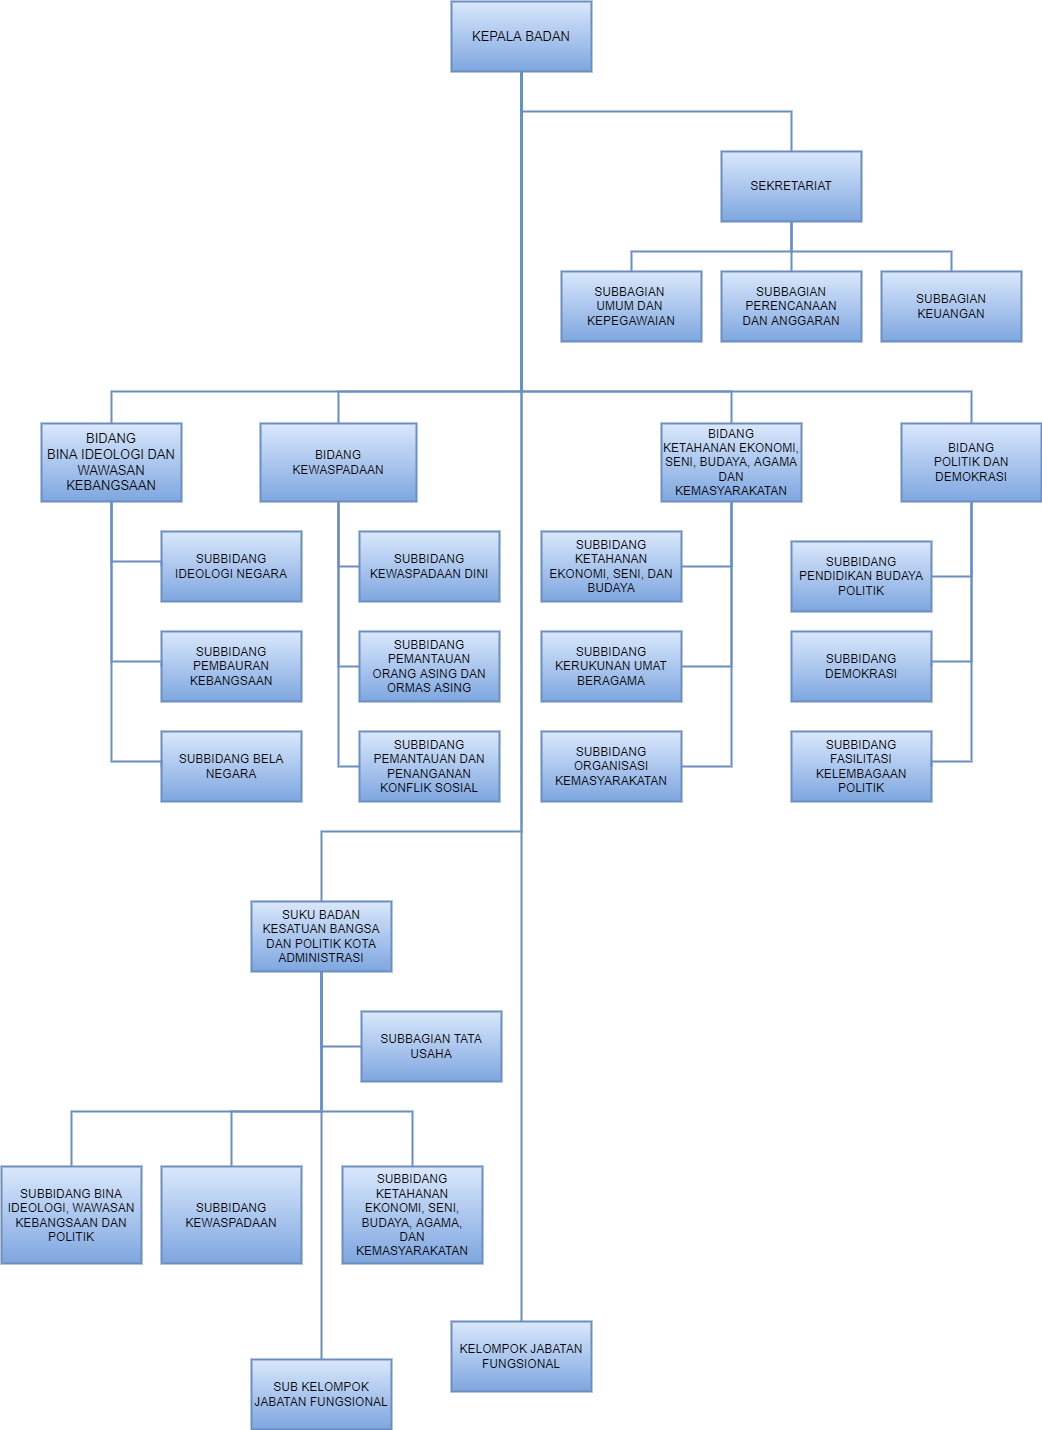 KEPALA BADAN
SEKRETARIAT
SUBBAGIAN
UMUM DAN
KEPEGAWAIAN
SUBBAGIAN
PERENCANAAN
DAN ANGGARAN
SUBBAGIAN
KEUANGAN
BIDANG
BINA IDEOLOGI DAN
WAWASAN
KEBANGSAAN
BIDANG
KEWASPADAAN
BIDANG
KETAHANAN EKONOMI,
SENI, BUDAYA, AGAMA
DAN
KEMASYARAKATAN
BIDANG
POLITIK DAN
DEMOKRASI
SUBBIDANG
IDEOLOGI NEGARA
SUBBIDANG
KEWASPADAAN DINI
SUBBIDANG
KETAHANAN
EKONOMI, SENI, DAN
BUDAYA
SUBBIDANG
PENDIDIKAN BUDAYA
POLITIK
SUBBIDANG
PEMBAURAN
KEBANGSAAN
SUBBIDANG
PEMANTAUAN
ORANG ASING DAN
ORMAS ASING
SUBBIDANG
KERUKUNAN UMAT
BERAGAMA
SUBBIDANG
DEMOKRASI
SUBBIDANG BELA
NEGARA
SUBBIDANG
PEMANTAUAN DAN
PENANGANAN
KONFLIK SOSIAL
SUBBIDANG
ORGANISASI
KEMASYARAKATAN
SUBBIDANG
FASILITASI
KELEMBAGAAN
POLITIK
SUKU BADAN
KESATUAN BANGSA
DAN POLITIK KOTA
ADMINISTRASI
SUBBAGIAN TATA
USAHA
SUBBIDANG BINA
IDEOLOGI, WAWASAN
KEBANGSAAN DAN
POLITIK
SUBBIDANG
KEWASPADAAN
SUBBIDANG
KETAHANAN
EKONOMI, SENI,
BUDAYA, AGAMA,
DAN
KEMASYARAKATAN
KELOMPOK JABATAN
FUNGSIONAL
SUB KELOMPOK
JABATAN FUNGSIONAL